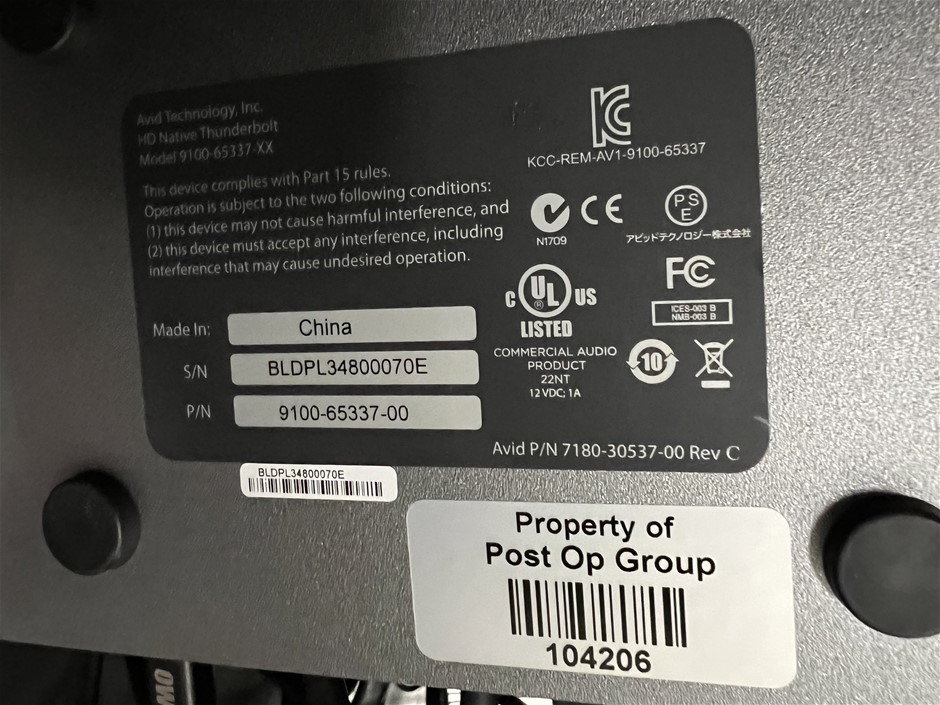 Avid Technology, Inc.
HD Native Thunderbolt
Model 9100-65337-XX
This device complies with Part 15 rules.
Operation is subject to the two following conditions:
(1) this device may not cause harmful interference, and
(2) this device must accept any interference, including
interference that may cause undesired operation.
KCC-REM-AV1-9100-65337
N1709
CE
PS
E
アビッドテクノロジー株式会社
C UL US
®
LISTED
FC
ICES-003 B
NMB-003 B
COMMERCIAL AUDIO
PRODUCT
22NT
12 VDC; 1A
10
Made In: China
S/N BLDPL34800070E
P/N 9100-65337-00
Avid P/N 7180-30537-00 Rev C
BLDPL34800070E
Property of
Post Op Group
104206